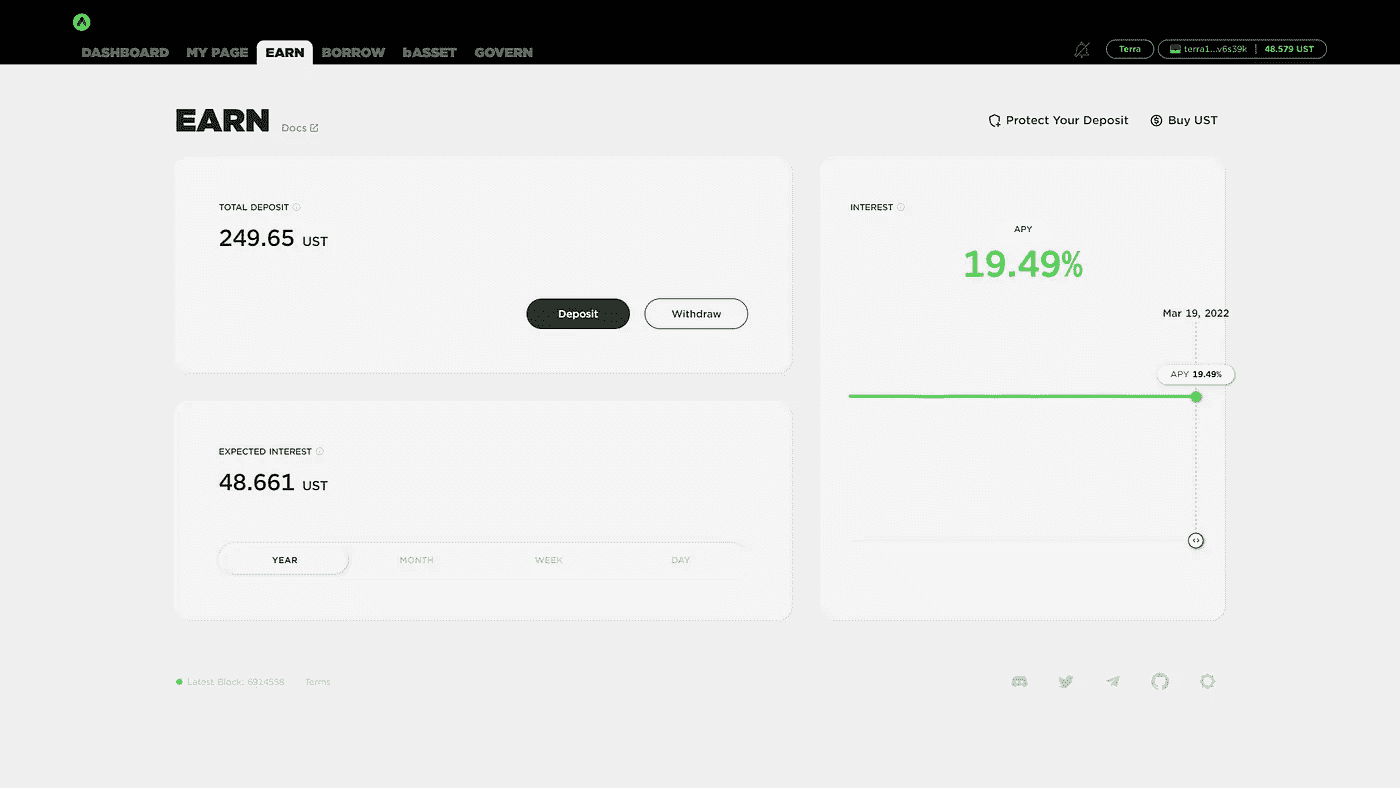 DASHBOARD MY PAGE EARN BORROW bASSET GOVERN
Terra terra1...v6s39k 48.579 UST
EARN Docs
Protect Your Deposit Buy UST
TOTAL DEPOSIT
249.65 UST
Deposit Withdraw
EXPECTED INTEREST
48.661 UST
YEAR MONTH WEEK DAY
INTEREST
APY
19.49%
Mar 19, 2022
APY 19.49%
Latest Block: 6914558 Terms